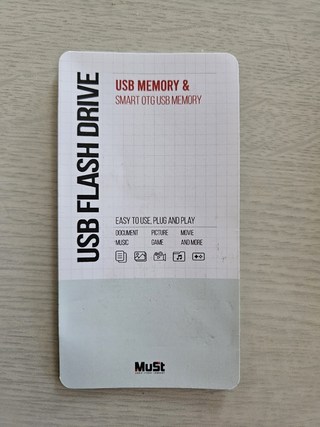 USB FLASH DRIVE
USB MEMORY &
SMART OTG USB MEMORY
EASY TO USE, PLUG AND PLAY
DOCUMENT PICTURE MOVIE
MUSIC GAME AND MORE
MuSt